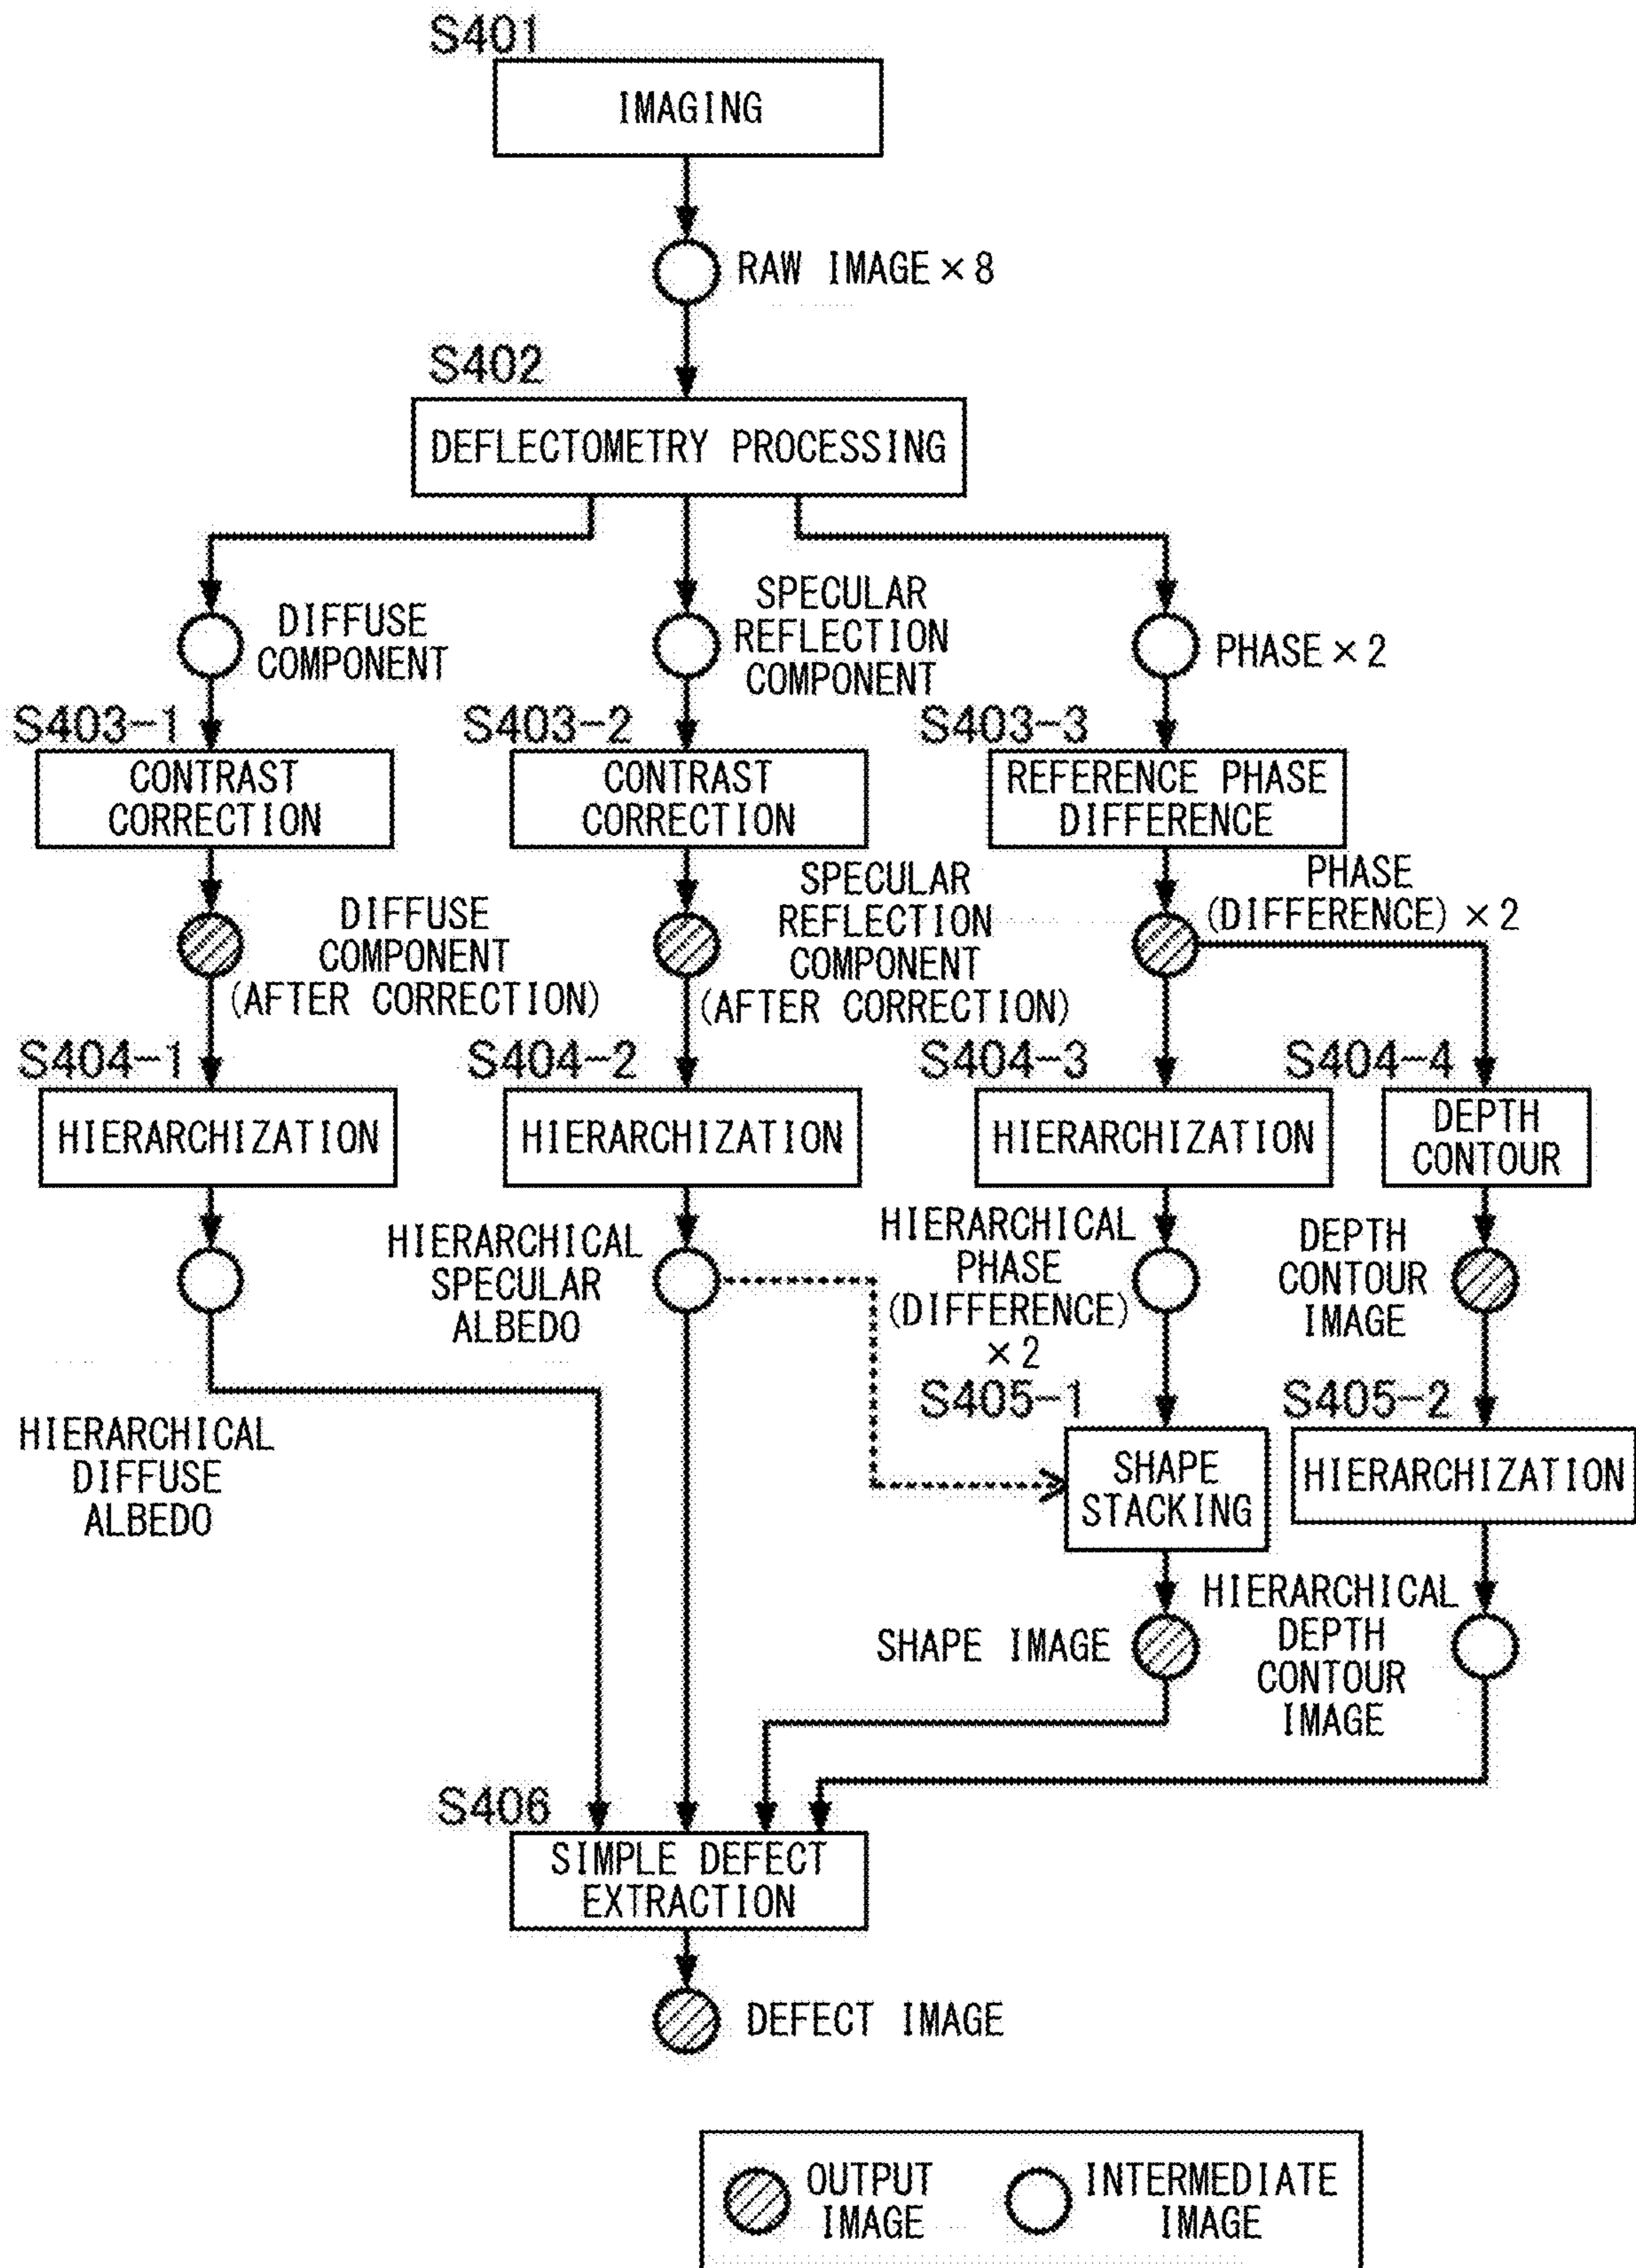 S401
IMAGING
RAW IMAGE × 8
S402
DEFLECTOMETRY PROCESSING
DIFFUSE
COMPONENT
SPECULAR
REFLECTION
COMPONENT
PHASE × 2
S403-1
CONTRAST
CORRECTION
S403-2
CONTRAST
CORRECTION
S403-3
REFERENCE PHASE
DIFFERENCE
DIFFUSE
COMPONENT
(AFTER CORRECTION)
SPECULAR
REFLECTION
COMPONENT
(AFTER CORRECTION)
PHASE
(DIFFERENCE) × 2
S404-1
HIERARCHIZATION
S404-2
HIERARCHIZATION
S404-3
HIERARCHIZATION
S404-4
DEPTH
CONTOUR
HIERARCHICAL
SPECULAR
ALBEDO
HIERARCHICAL
PHASE
(DIFFERENCE)
× 2
DEPTH
CONTOUR
IMAGE
HIERARCHICAL
DIFFUSE
ALBEDO
S405-1
SHAPE
STACKING
S405-2
HIERARCHIZATION
SHAPE IMAGE
HIERARCHICAL
DEPTH
CONTOUR
IMAGE
S406
SIMPLE DEFECT
EXTRACTION
DEFECT IMAGE
OUTPUT
IMAGE
INTERMEDIATE
IMAGE